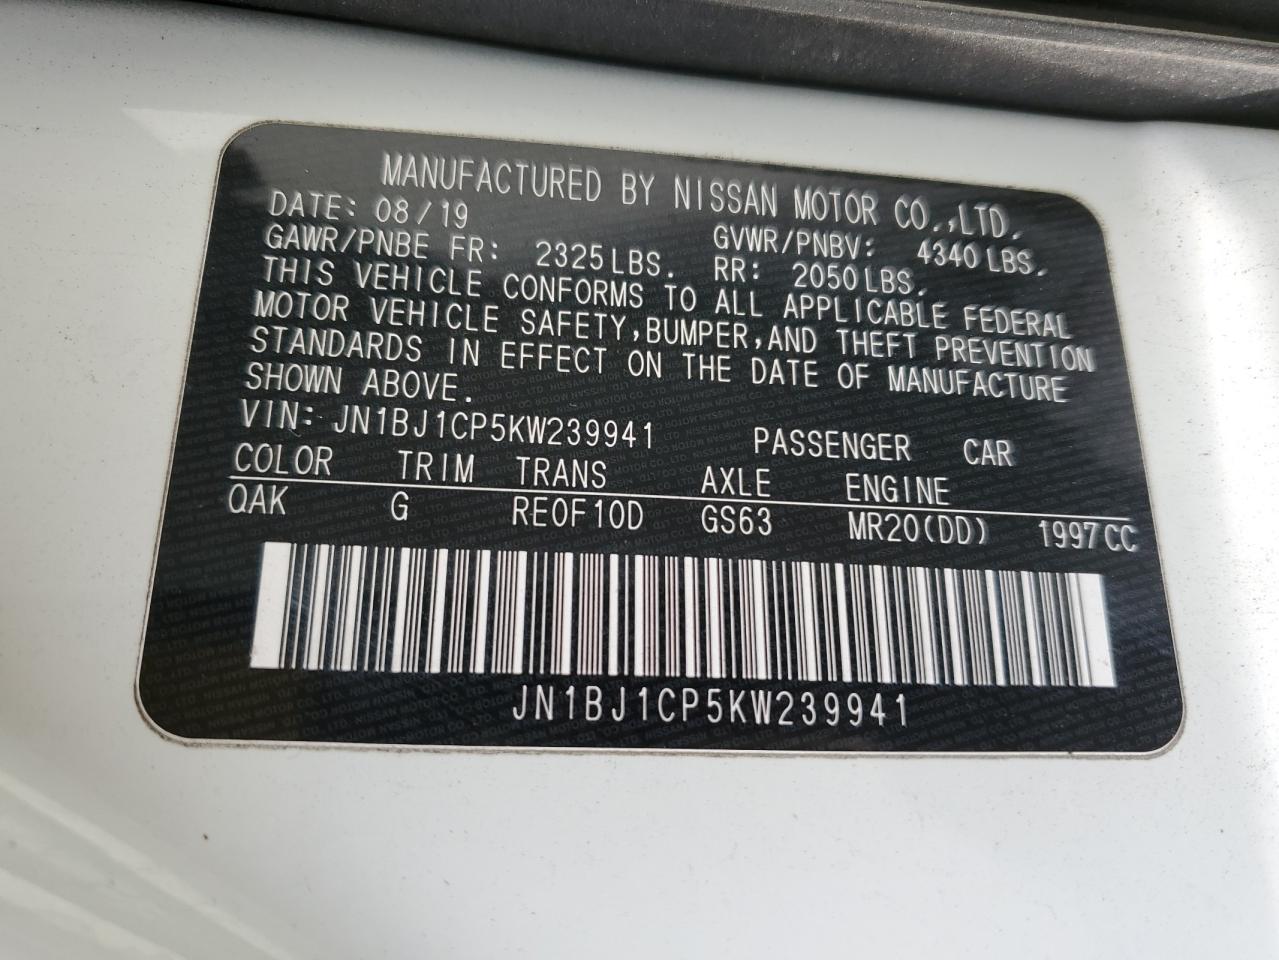 MANUFACTURED BY NISSAN MOTOR CO.,LTD.
DATE: 08/19 GVWR/PNBV: 4340 LBS.
GAWR/PNBE FR: 2325 LBS. RR: 2050 LBS.
THIS VEHICLE CONFORMS TO ALL APPLICABLE FEDERAL
MOTOR VEHICLE SAFETY,BUMPER,AND THEFT PREVENTION
STANDARDS IN EFFECT ON THE DATE OF MANUFACTURE
SHOWN ABOVE.
VIN: JN1BJ1CP5KW239941 PASSENGER CAR
COLOR TRIM TRANS AXLE ENGINE
QAK G RE0F10D GS63 MR20(DD) 1997CC
JN1BJ1CP5KW239941